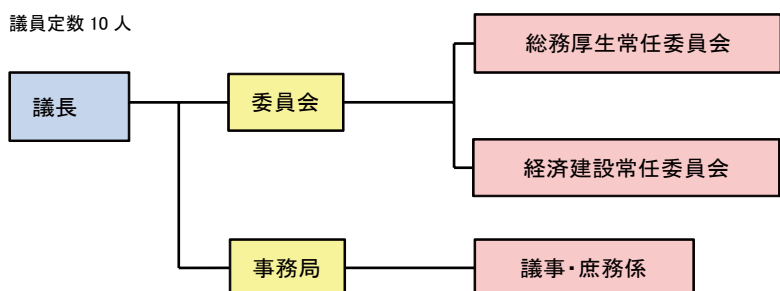 議員定数 10 人
総務厚生常任委員会
議長
委員会
経済建設常任委員会
事務局
議事・庶務係